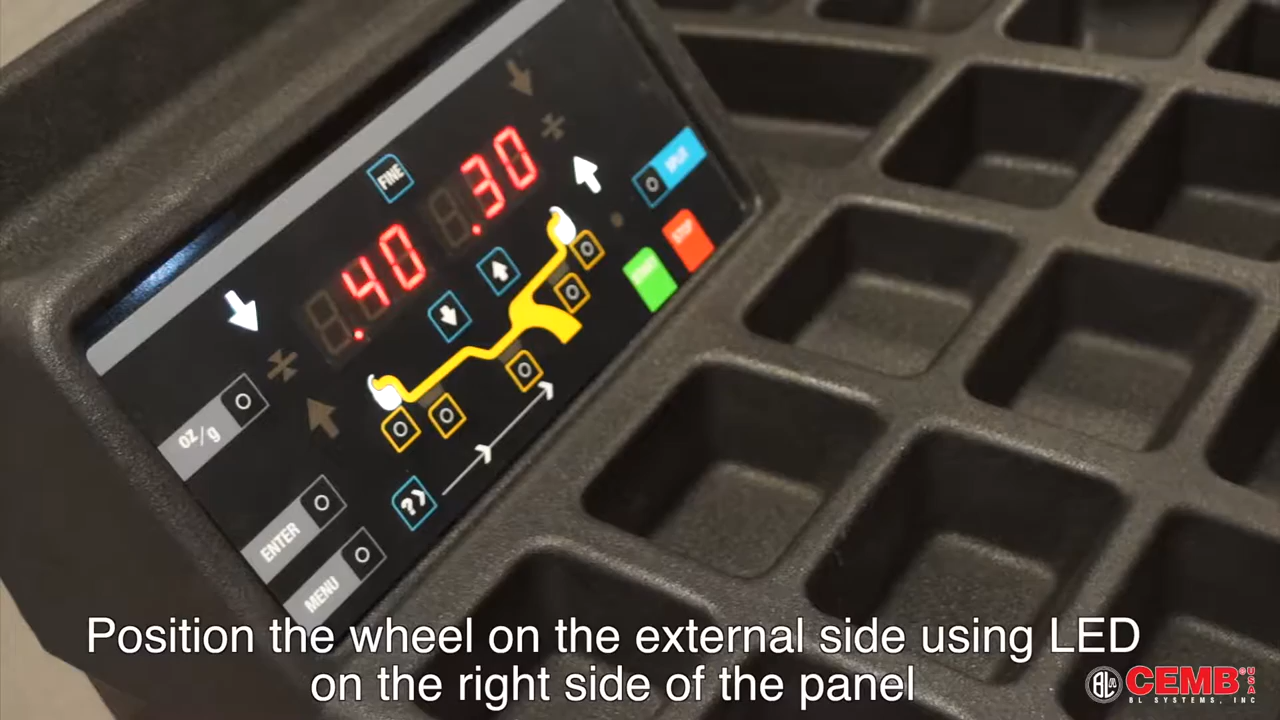 FINE
.30
.40
SPLIT
STOP
START
OZ/g
ENTER
MENU
??
Position the wheel on the external side using LED
on the right side of the panel
BL CEMB® USA
BL SYSTEMS, INC